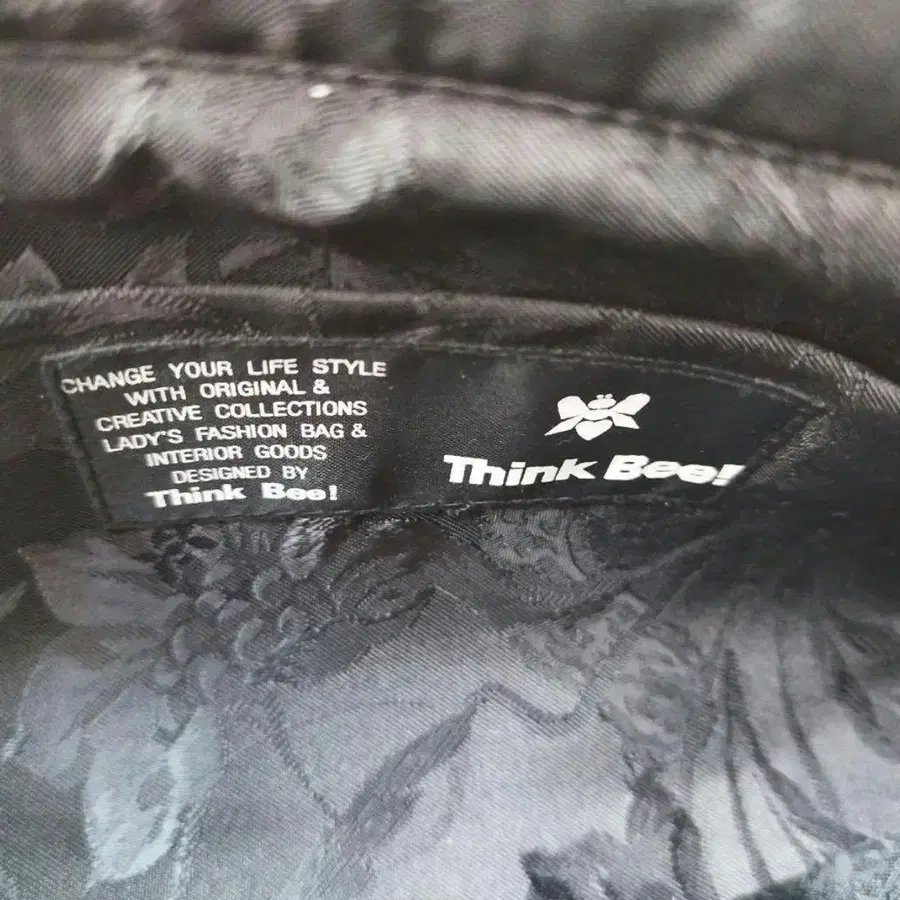 CHANGE YOUR LIFE STYLE
WITH ORIGINAL &
CREATIVE COLLECTIONS
LADY'S FASHION BAG &
INTERIOR GOODS
DESIGNED BY
Think Bee!
Think Bee!